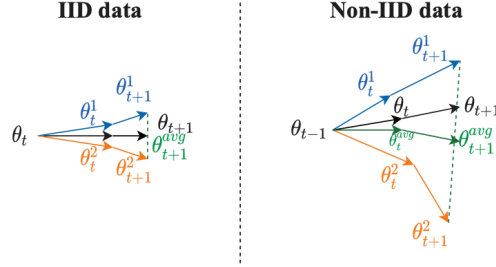 IID data
θ_t
θ_t^1
θ_{t+1}^1
θ_{t+1}
θ_{t+1}^{avg}
θ_t^2
θ_{t+1}^2
Non-IID data
θ_{t-1}
θ_t^1
θ_{t+1}^1
θ_t
θ_{t+1}
θ_t^{avg}
θ_{t+1}^{avg}
θ_t^2
θ_{t+1}^2